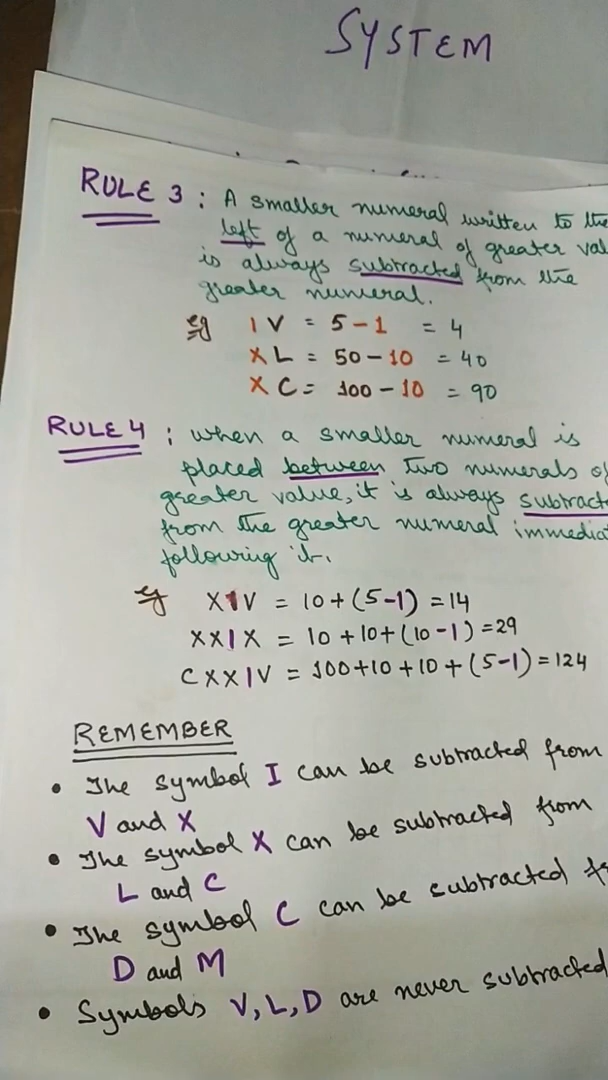 SYSTEM
RULE 3 : A smaller numeral written to the
left of a numeral of greater val
is always subtracted from the
greater numeral.
eg IV = 5-1 = 4
XL = 50-10 = 40
XC = 100-10 = 90
RULE 4 : when a smaller numeral is
placed between two numerals of
greater value, it is always subtract
from the greater numeral immedia
following it.
eg XIV = 10+(5-1) = 14
XXIX = 10+10+(10-1) = 29
CXXIV = 100+10+10+(5-1) = 124
REMEMBER
• The symbol I can be subtracted from
V and X
• The symbol X can be subtracted from
L and C
• The symbol C can be subtracted fr
D and M
• Symbols V, L, D are never subtracted